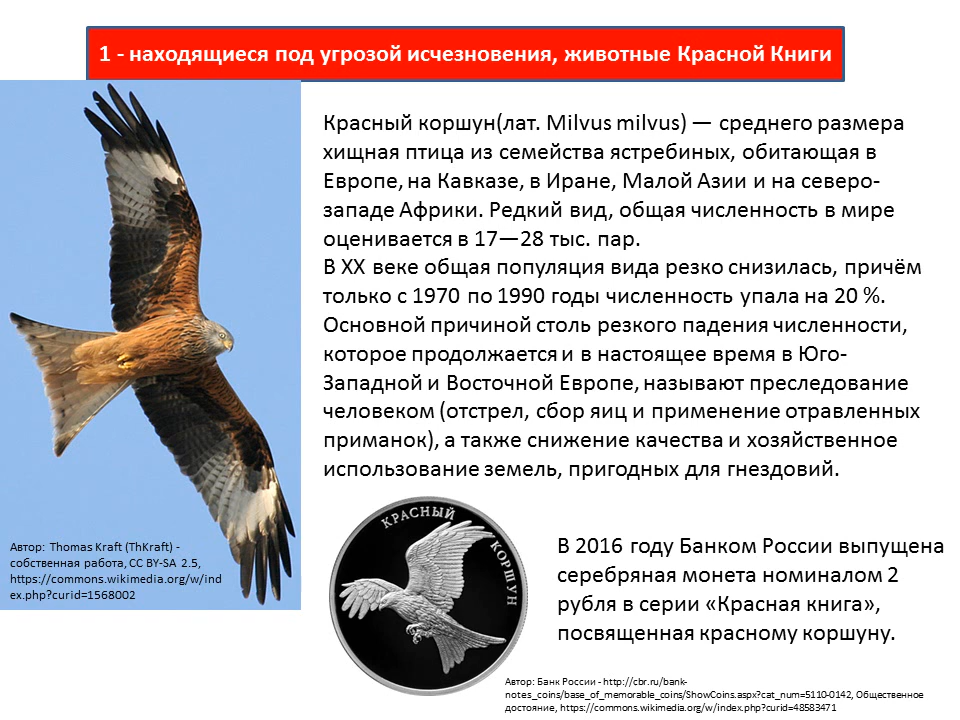 1 - находящиеся под угрозой исчезновения, животные Красной Книги
Красный коршун(лат. Milvus milvus) — среднего размера
хищная птица из семейства ястребиных, обитающая в
Европе, на Кавказе, в Иране, Малой Азии и на северо-
западе Африки. Редкий вид, общая численность в мире
оценивается в 17—28 тыс. пар.
В XX веке общая популяция вида резко снизилась, причём
только с 1970 по 1990 годы численность упала на 20 %.
Основной причиной столь резкого падения численности,
которое продолжается и в настоящее время в Юго-
Западной и Восточной Европе, называют преследование
человеком (отстрел, сбор яиц и применение отравленных
приманок), а также снижение качества и хозяйственное
использование земель, пригодных для гнездовий.
Автор: Thomas Kraft (ThKraft) -
собственная работа, CC BY-SA 2.5,
https://commons.wikimedia.org/w/ind
ex.php?curid=1568002
КРАСНЫЙ КОРШУН
В 2016 году Банком России выпущена
серебряная монета номиналом 2
рубля в серии «Красная книга»,
посвященная красному коршуну.
Автор: Банк России - http://cbr.ru/bank-
notes_coins/base_of_memorable_coins/ShowCoins.aspx?cat_num=5110-0142, Общественное
достояние, https://commons.wikimedia.org/w/index.php?curid=48583471